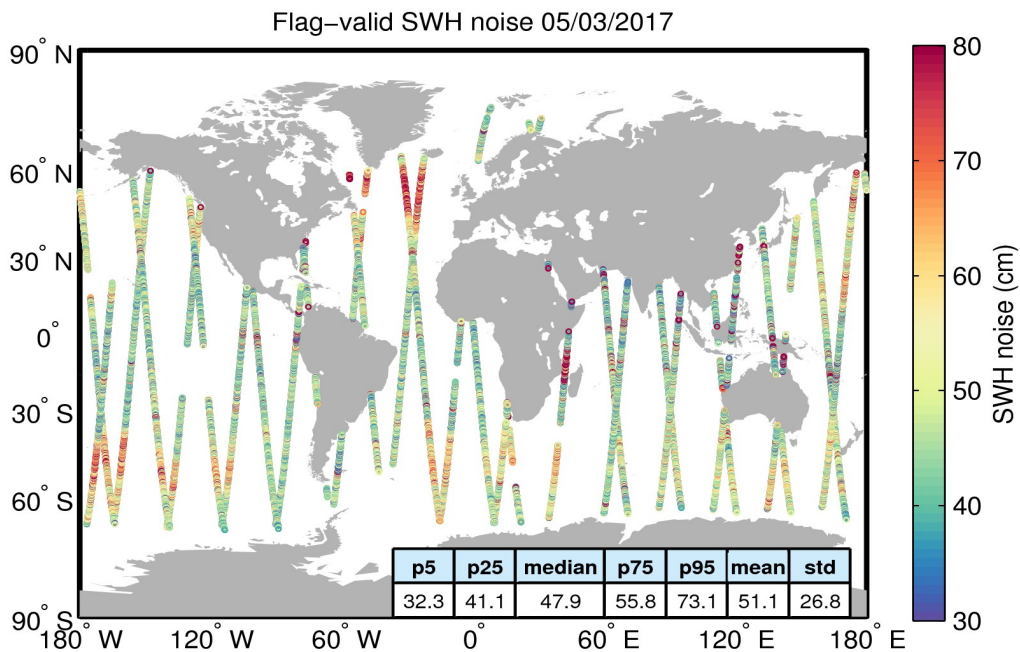 Flag−valid SWH noise 05/03/2017
90° N
60° N
30° N
0°
30° S
60° S
90° S
180° W
120° W
60° W
0°
60° E
120° E
180° E
p5 p25 median p75 p95 mean std
32.3 41.1 47.9 55.8 73.1 51.1 26.8
80
70
60
50
40
30
SWH noise (cm)